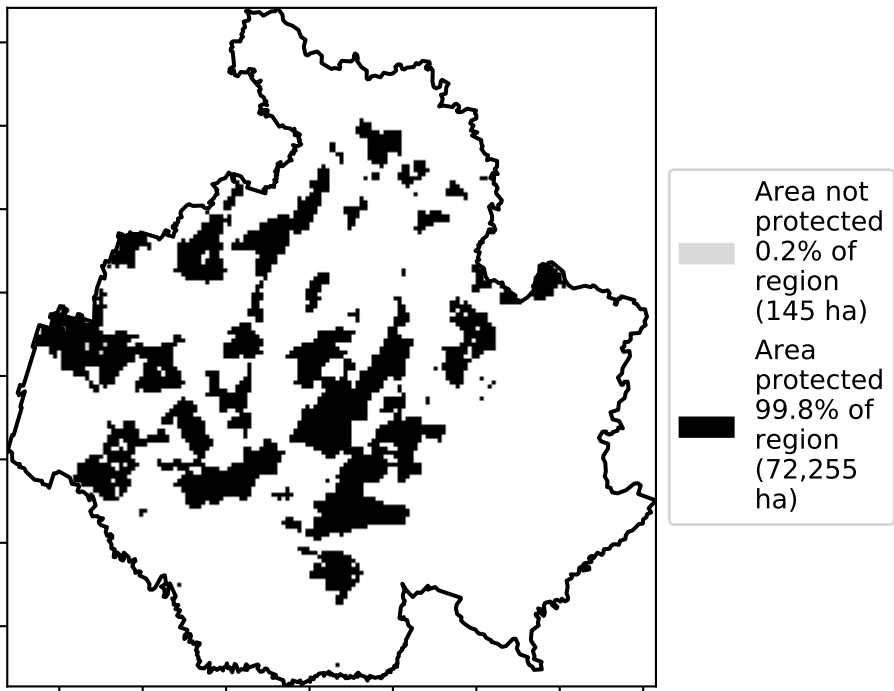 Area not
protected
0.2% of
region
(145 ha)
Area
protected
99.8% of
region
(72,255
ha)